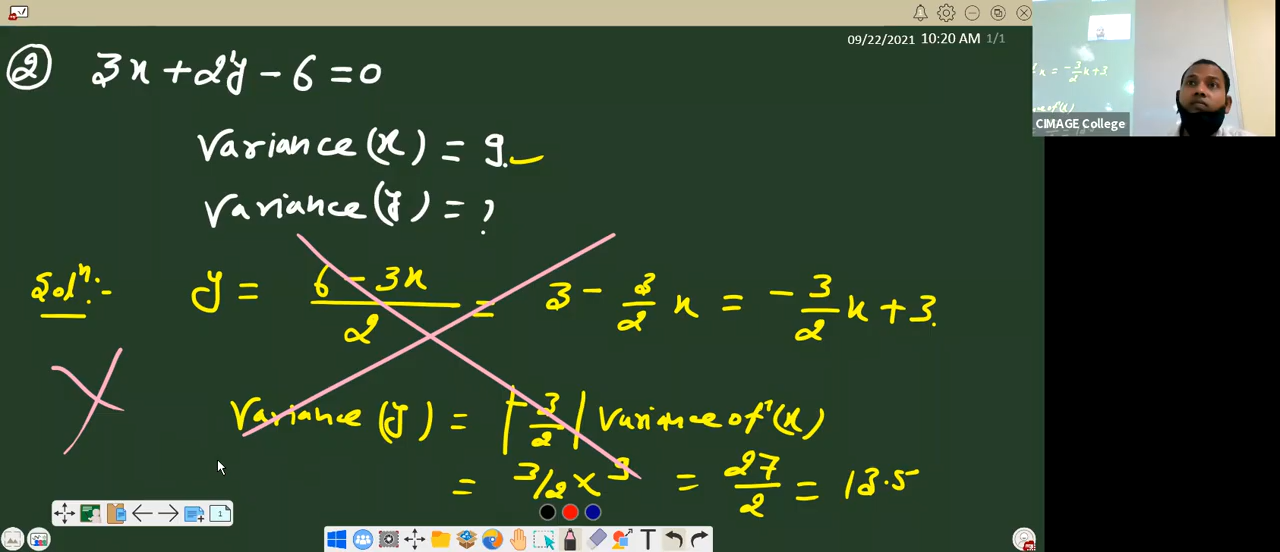 09/22/2021 10:20 AM 1/1
② 3x + 2y - 6 = 0
Variance (x) = 9.
Variance (y) = ?
CIMAGE College
Solⁿ:- y = 6 - 3x / 2 = 3 - 3/2 x = - 3/2 x + 3.
Variance (y) = |-3/2| Variance of (x)
= 3/2 × 9 = 27/2 = 13.5
1
T